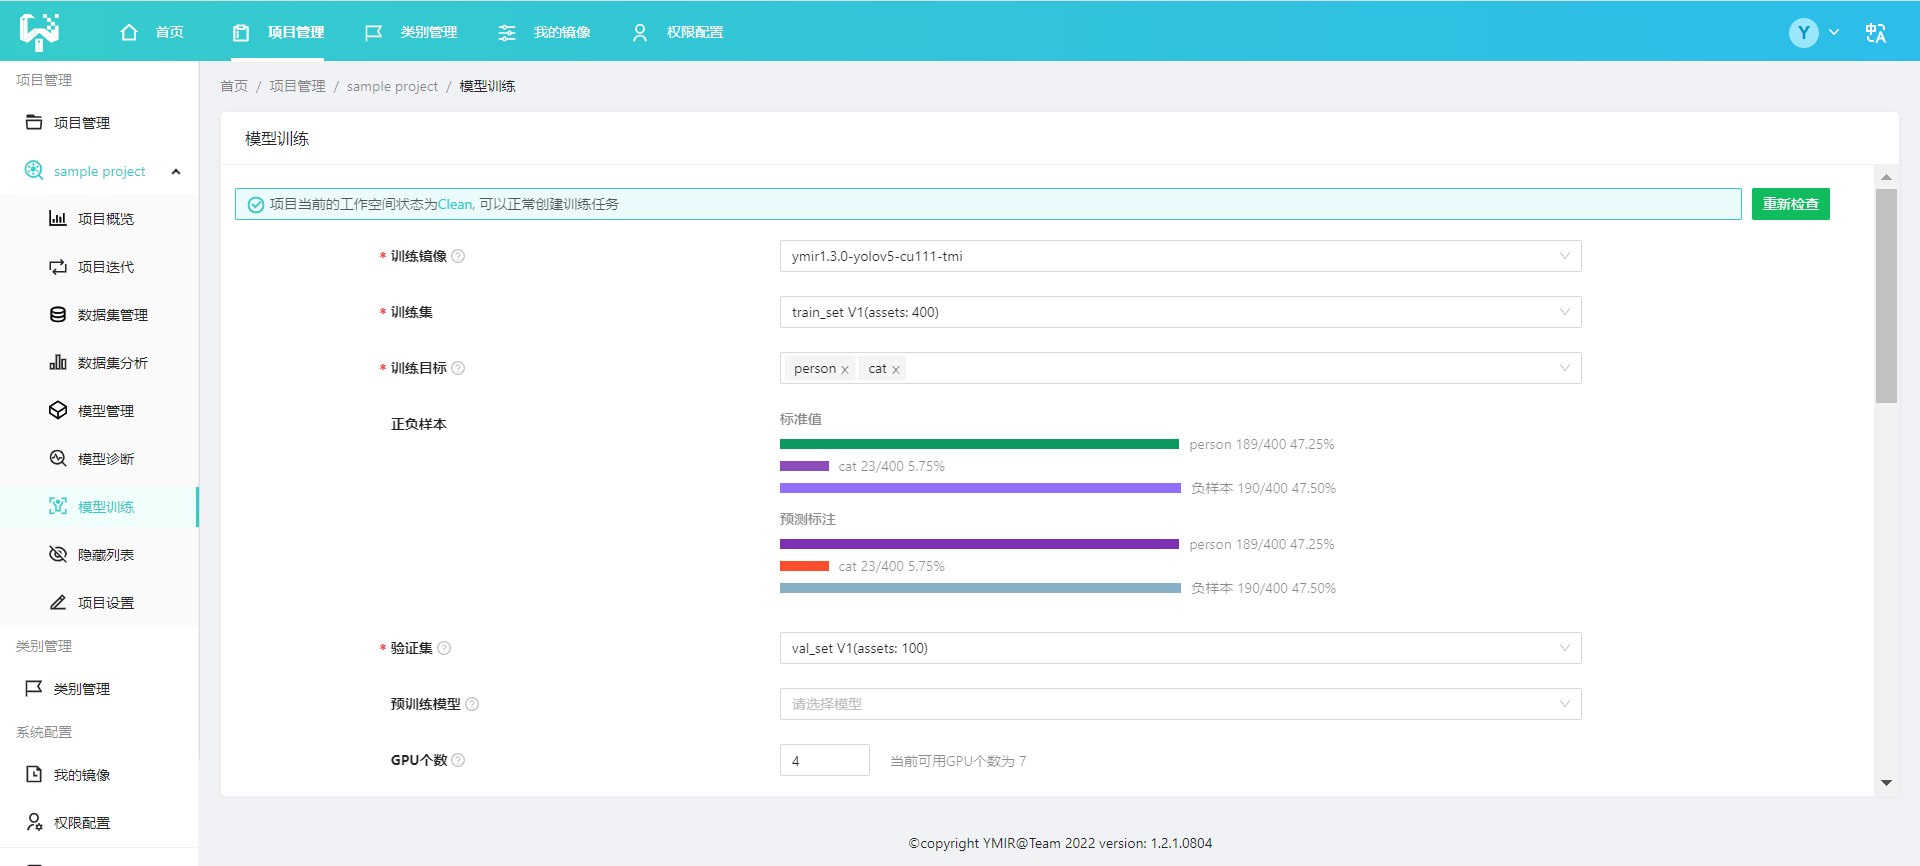 首页
项目管理
类别管理
我的镜像
权限配置
Y
项目管理
项目管理
sample project
项目概览
项目迭代
数据集管理
数据集分析
模型管理
模型诊断
模型训练
隐藏列表
项目设置
类别管理
类别管理
系统配置
我的镜像
权限配置
首页 / 项目管理 / sample project / 模型训练
模型训练
项目当前的工作空间状态为Clean, 可以正常创建训练任务
重新检查
* 训练镜像
ymir1.3.0-yolov5-cu111-tmi
* 训练集
train_set V1(assets: 400)
* 训练目标
person × cat ×
正负样本
标准值
person 189/400 47.25%
cat 23/400 5.75%
负样本 190/400 47.50%
预测标注
person 189/400 47.25%
cat 23/400 5.75%
负样本 190/400 47.50%
* 验证集
val_set V1(assets: 100)
预训练模型
请选择模型
GPU个数
4
当前可用GPU个数为 7
©copyright YMIR@Team 2022 version: 1.2.1.0804